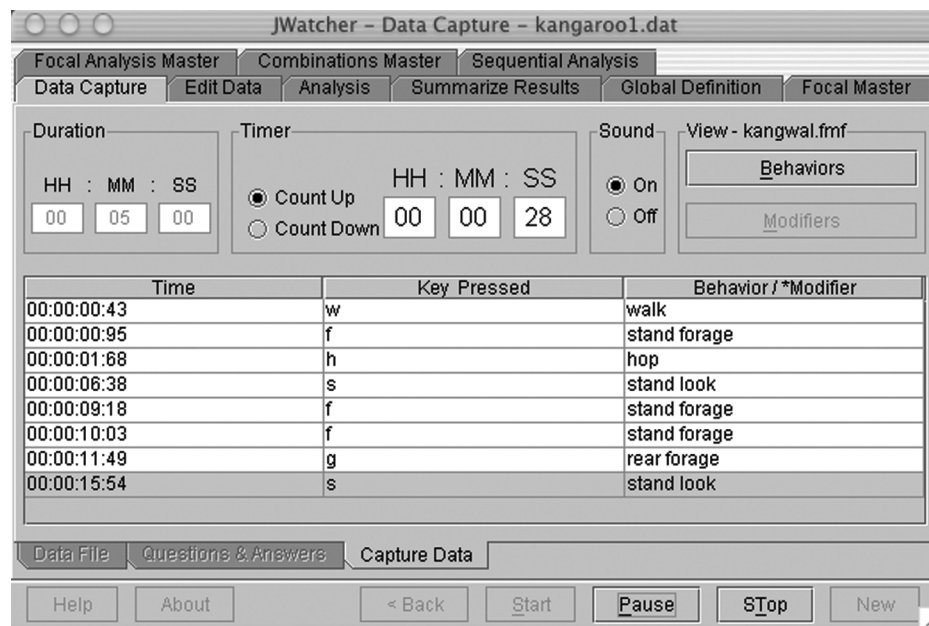 JWatcher – Data Capture – kangaroo1.dat
Focal Analysis Master Combinations Master Sequential Analysis
Data Capture Edit Data Analysis Summarize Results Global Definition Focal Master
Duration Timer Sound View - kangwal.fmf
HH : MM : SS Count Up HH : MM : SS On Behaviors
00 05 00 Count Down 00 00 28 Off Modifiers
Time Key Pressed Behavior / *Modifier
00:00:00:43 w walk
00:00:00:95 f stand forage
00:00:01:68 h hop
00:00:06:38 s stand look
00:00:09:18 f stand forage
00:00:10:03 f stand forage
00:00:11:49 g rear forage
00:00:15:54 s stand look
Data File Questions & Answers Capture Data
Help About < Back Start Pause STop New